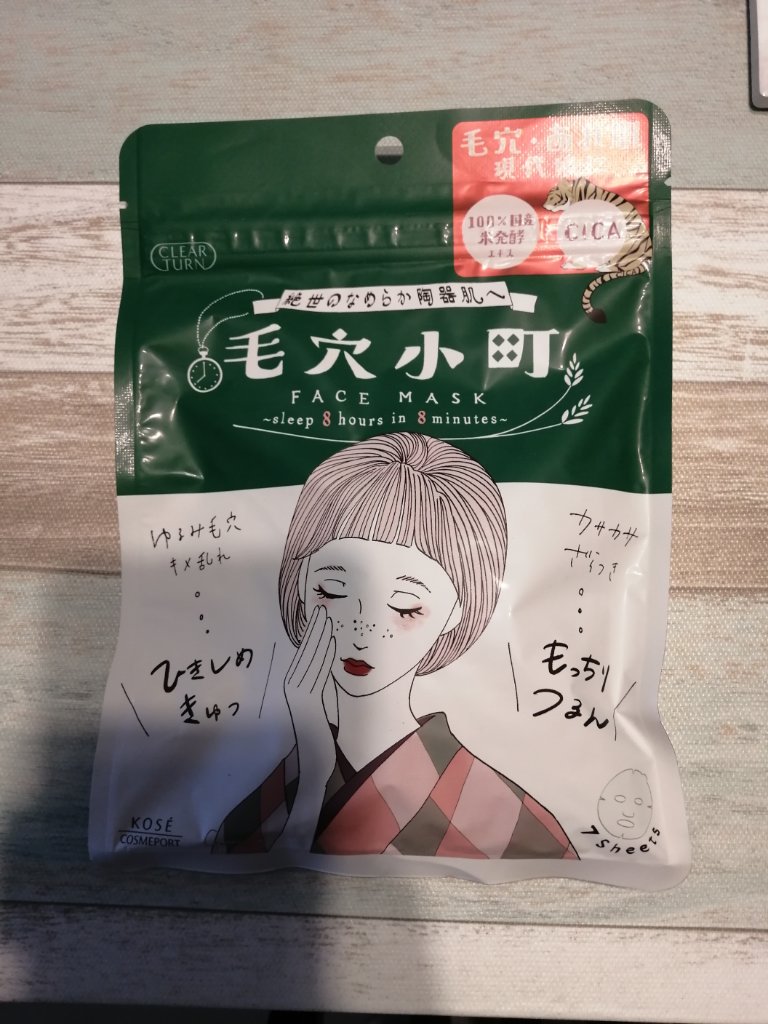 毛穴・
現代
100%国産
米発酵
エキス
CICA
CLEAR
TURN
絶世のなめらか陶器肌へ
毛穴小町
FACE MASK
~sleep 8 hours in 8 minutes~
ゆるみ毛穴
キメ乱れ
カサカサ
ざらつき
ひきしめ
きゅっ
もっちり
つるん
KOSÉ
COSMEPORT
7 Sheets